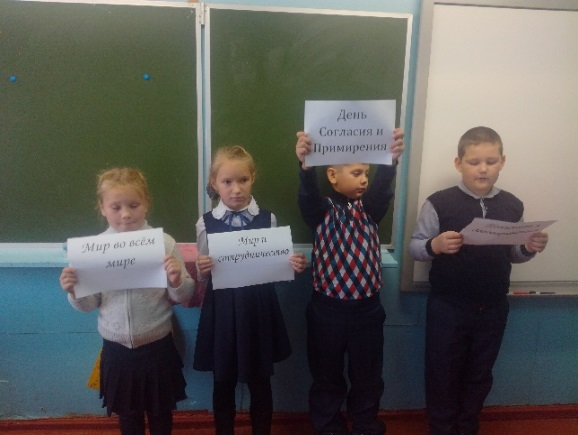 Мир во всём
мире
Мир и
сотрудничество
День
Согласия и
Примирения